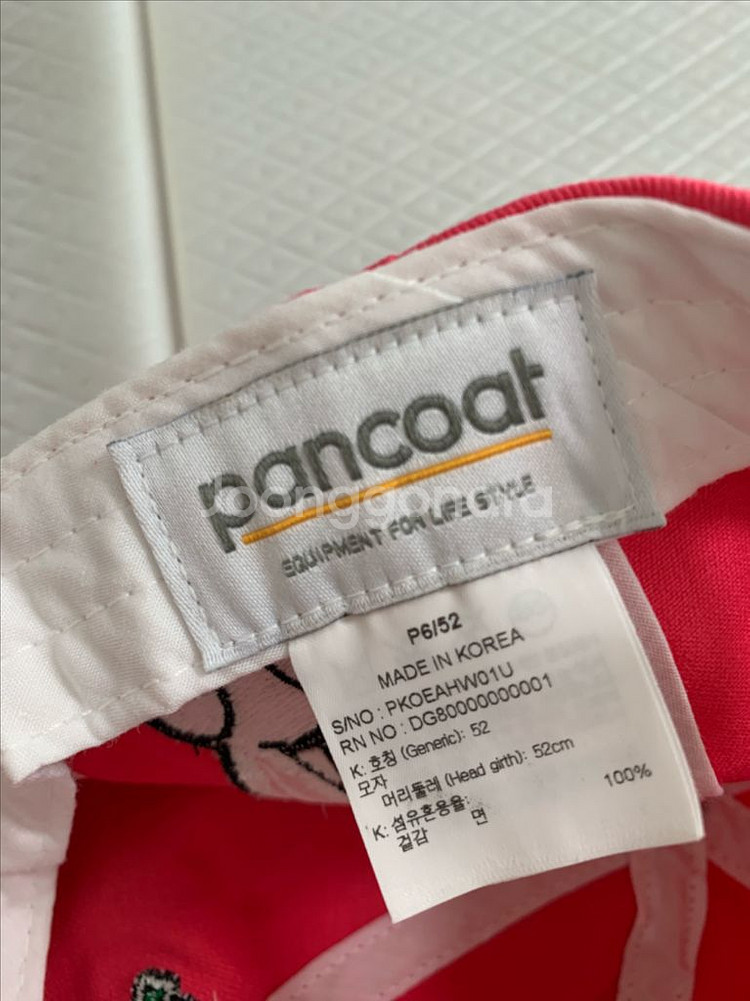 pancoat
joonggonara
EQUIPMENT FOR LIFE STYLE
P6/52
MADE IN KOREA
S/NO : PKOEAHW01U
RN NO : DG80000000001
K: 호칭 (Generic): 52
모자
머리둘레 (Head girth): 52cm
K: 섬유혼용율:
겉감 면 100%